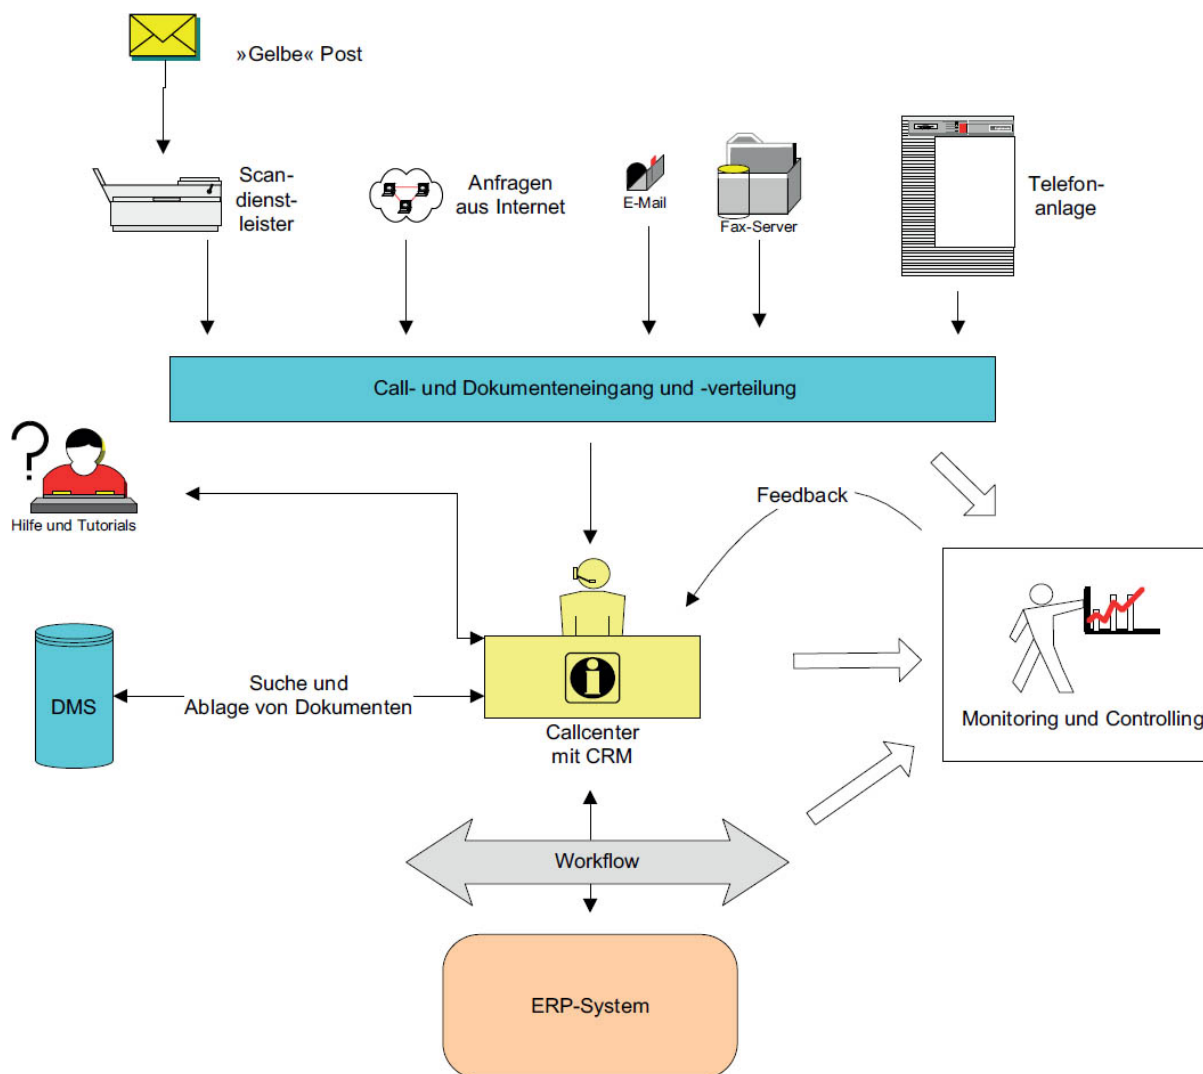 »Gelbe« Post
Scan-
dienst-
leister
Anfragen
aus Internet
E-Mail
Fax-Server
Telefon-
anlage
Call- und Dokumenteneingang und -verteilung
Hilfe und Tutorials
Feedback
DMS
Suche und
Ablage von Dokumenten
Callcenter
mit CRM
Monitoring und Controlling
Workflow
ERP-System